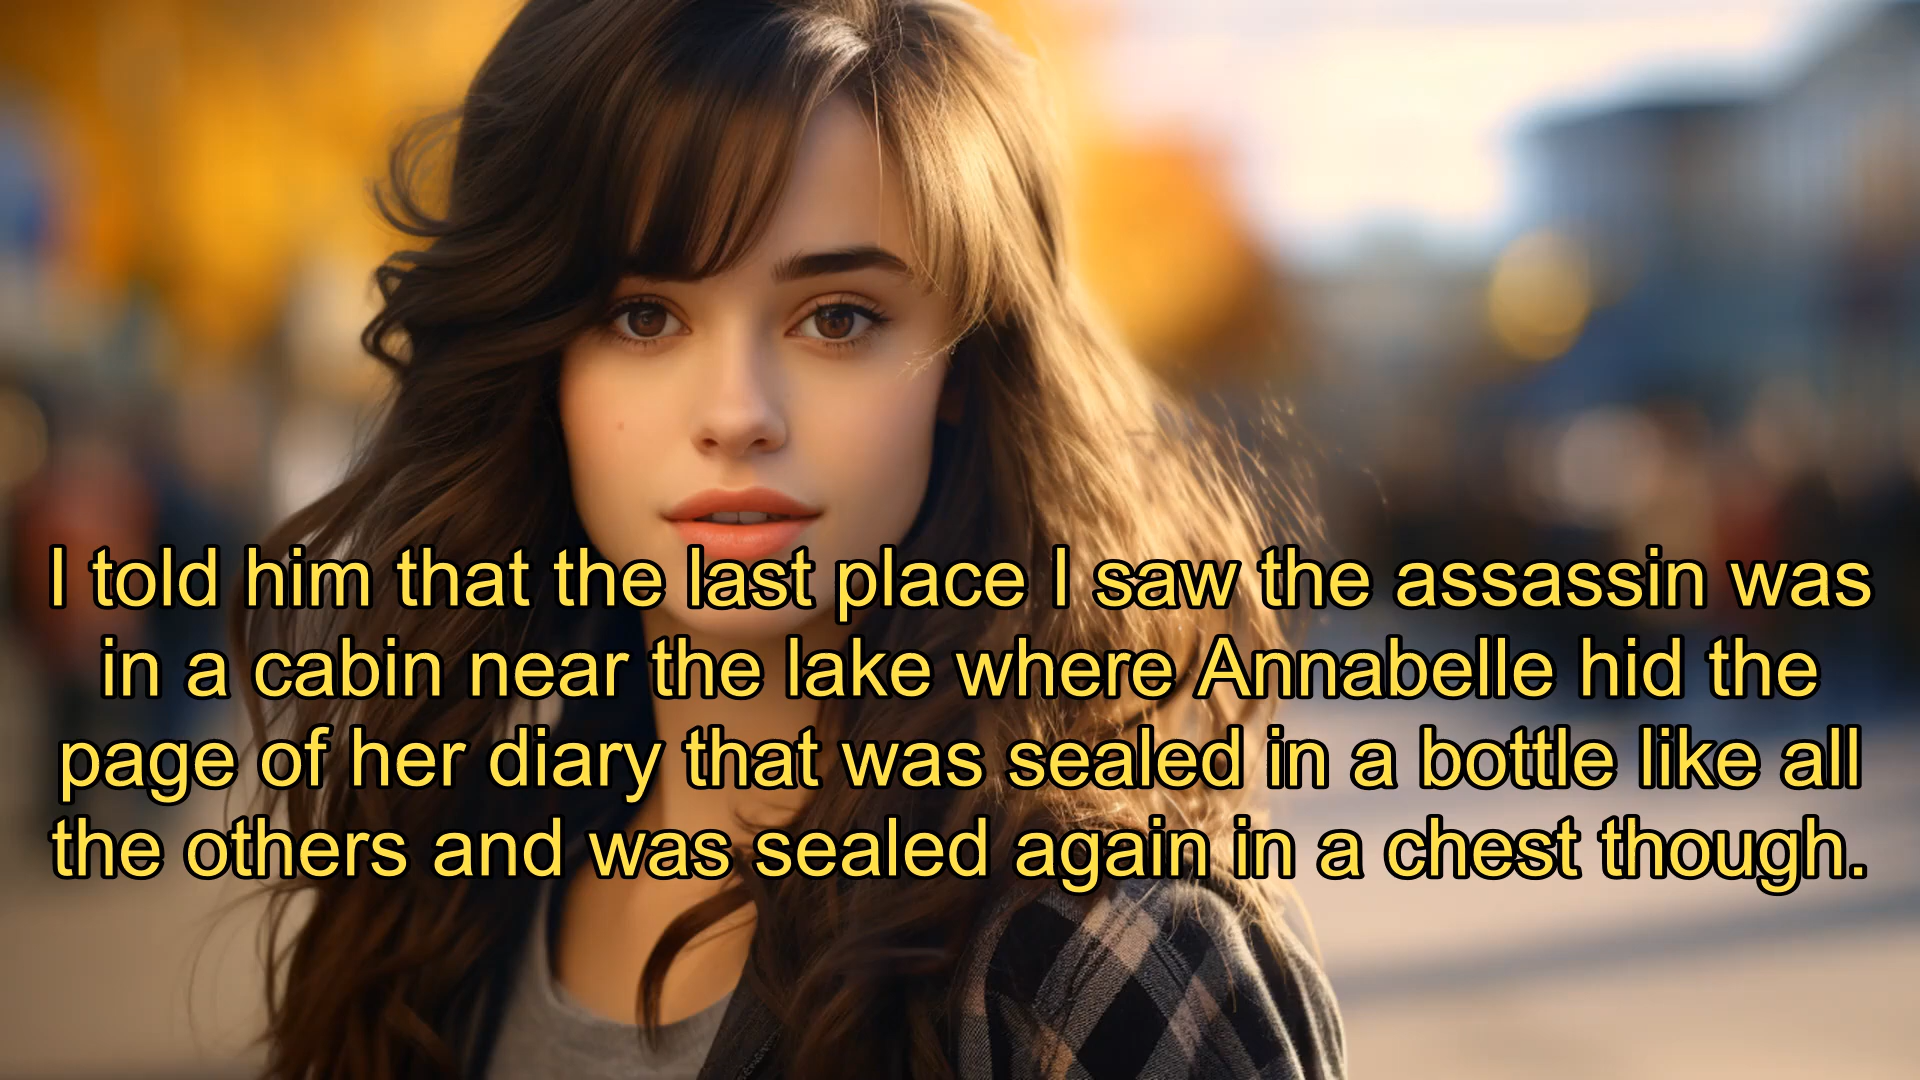 I told him that the last place I saw the assassin was
in a cabin near the lake where Annabelle hid the
page of her diary that was sealed in a bottle like all
the others and was sealed again in a chest though.